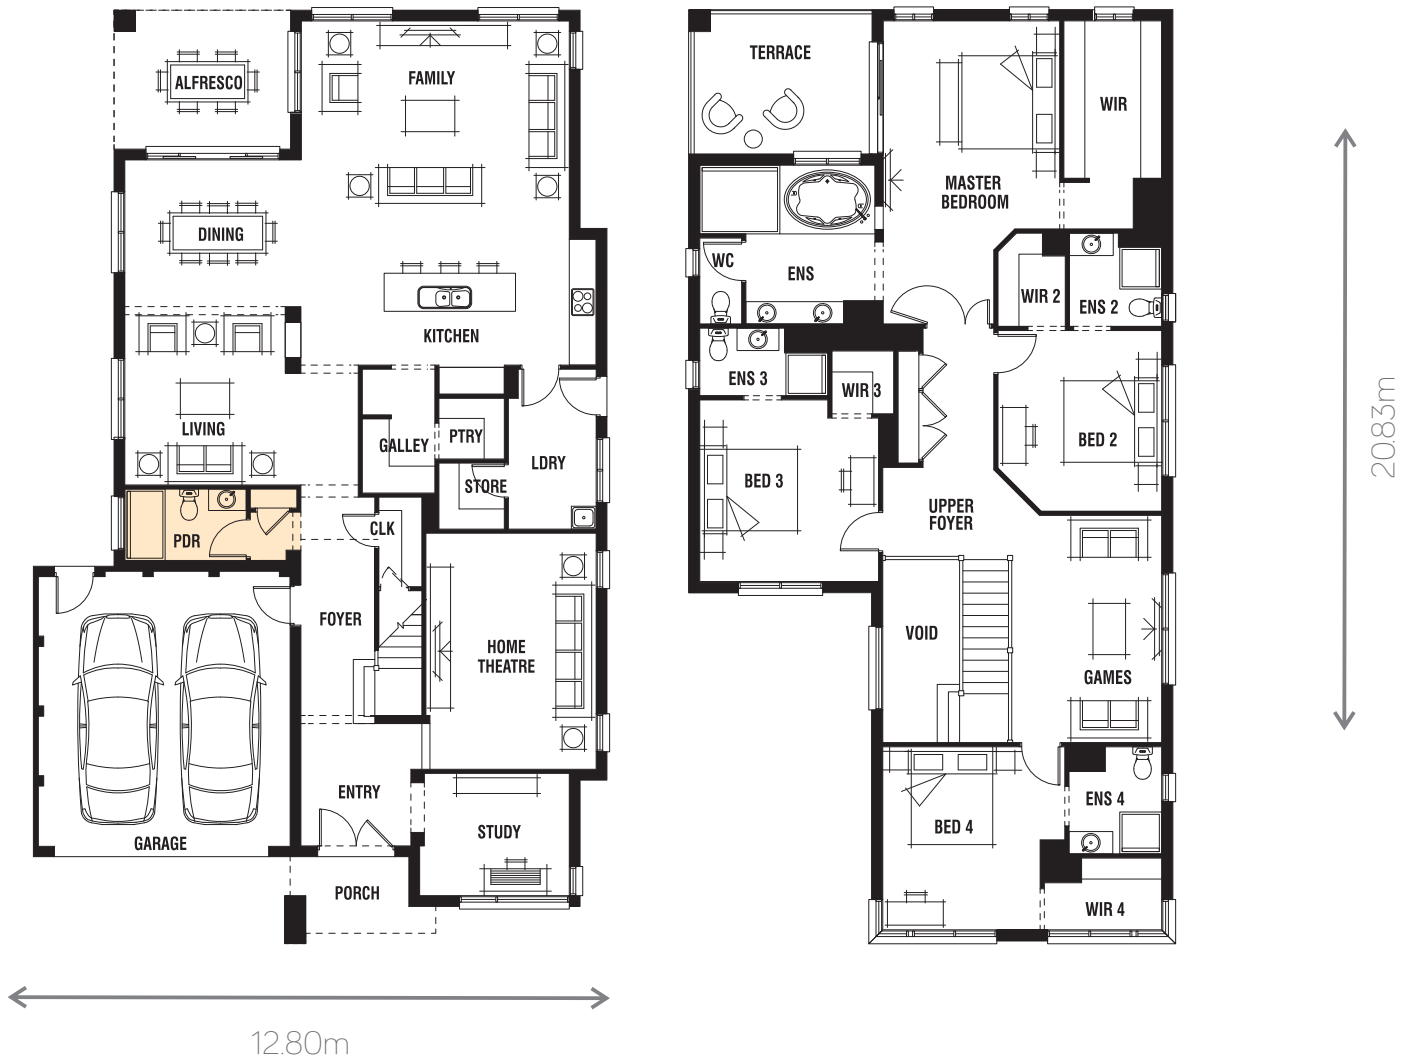 ALFRESCO
FAMILY
DINING
KITCHEN
LIVING
GALLEY
PTRY
LDRY
STORE
PDR
CLK
FOYER
HOME
THEATRE
ENTRY
STUDY
GARAGE
PORCH
12.80m
TERRACE
WIR
MASTER
BEDROOM
WC
ENS
WIR 2
ENS 2
ENS 3
WIR 3
BED 2
BED 3
UPPER
FOYER
VOID
GAMES
ENS 4
BED 4
WIR 4
20.83m